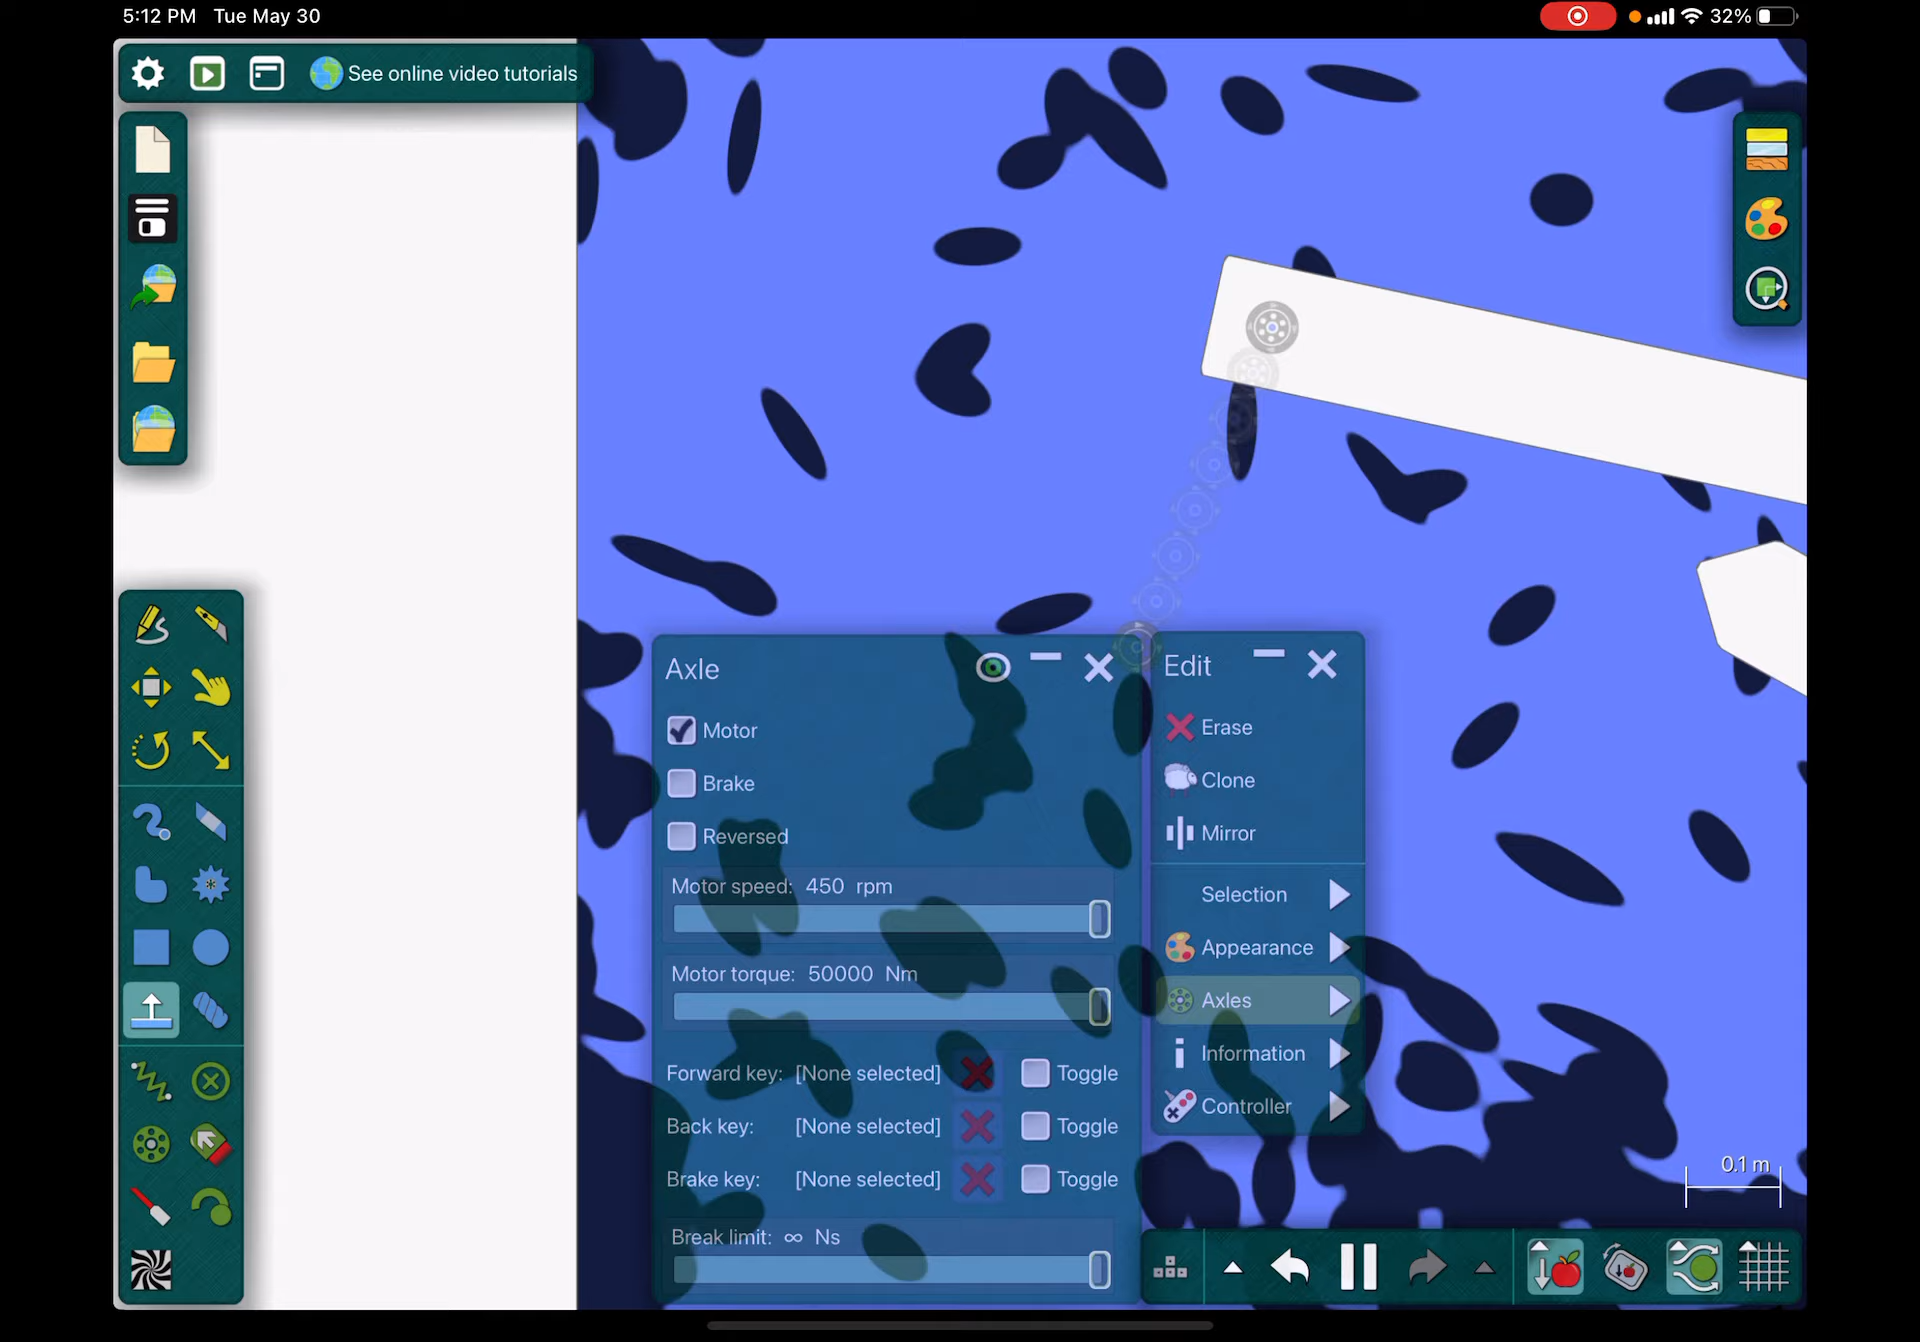 5:12 PM Tue May 30
32%
See online video tutorials
Axle
Motor
Brake
Reversed
Motor speed: 450 rpm
Motor torque: 50000 Nm
Forward key: [None selected] Toggle
Back key: [None selected] Toggle
Brake key: [None selected] Toggle
Break limit: ∞ Ns
Edit
Erase
Clone
Mirror
Selection
Appearance
Axles
Information
Controller
0.1 m